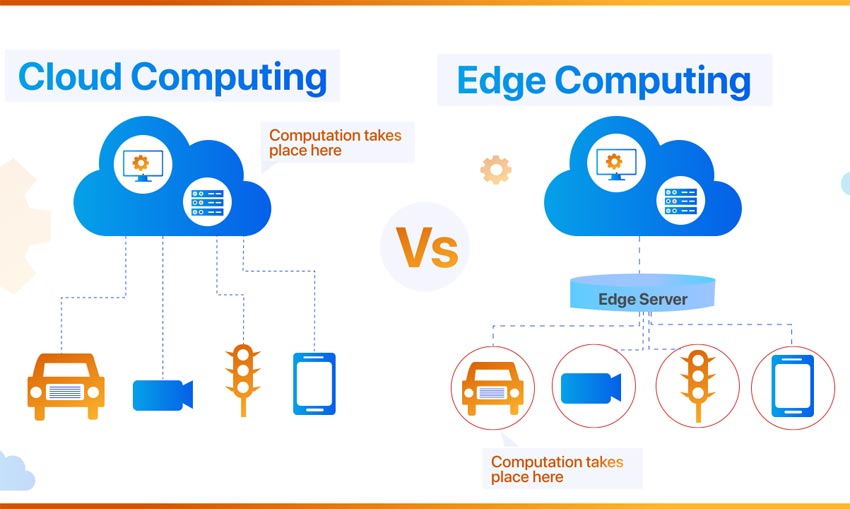 Cloud Computing
Computation takes
place here
Vs
Edge Computing
Edge Server
Computation takes
place here